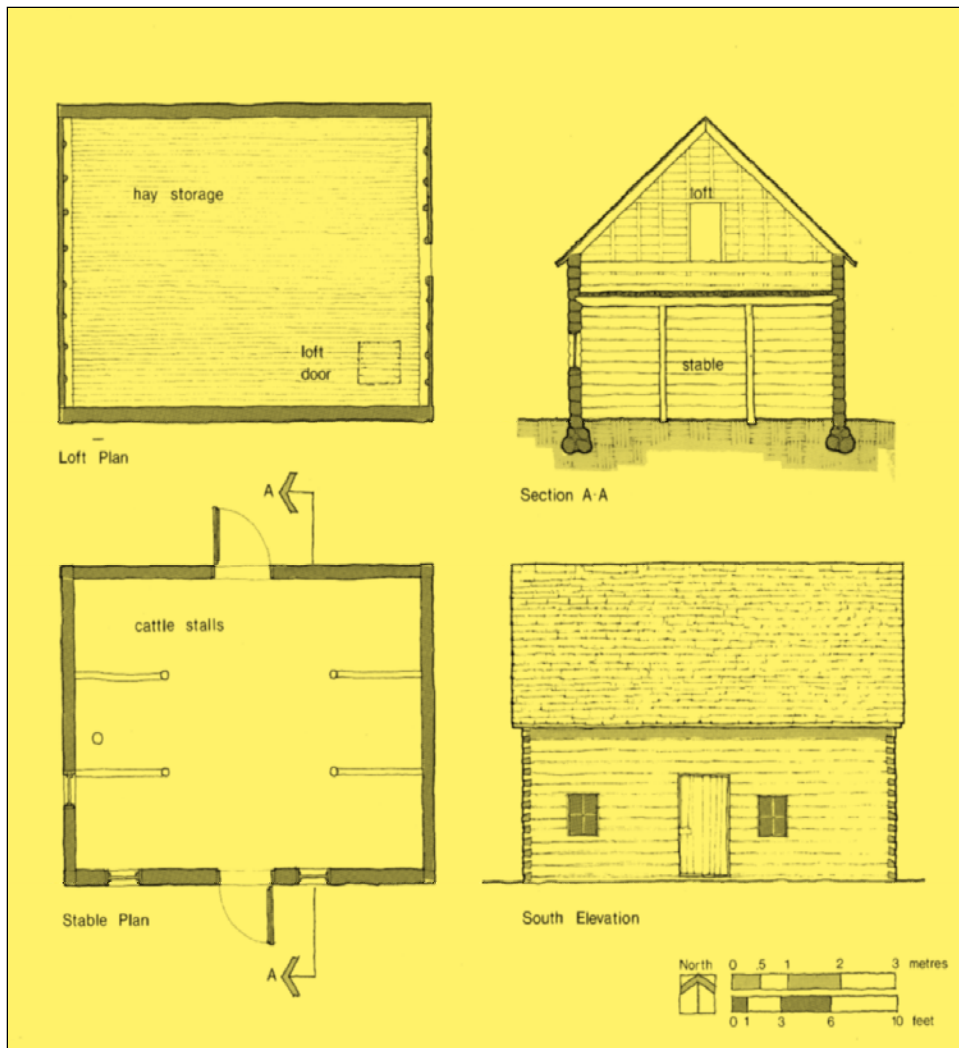 hay storage
loft
door
Loft Plan
loft
stable
Section A-A
A
cattle stalls
A
Stable Plan
South Elevation
North
0 .5 1 2 3 metres
0 1 3 6 10
feet